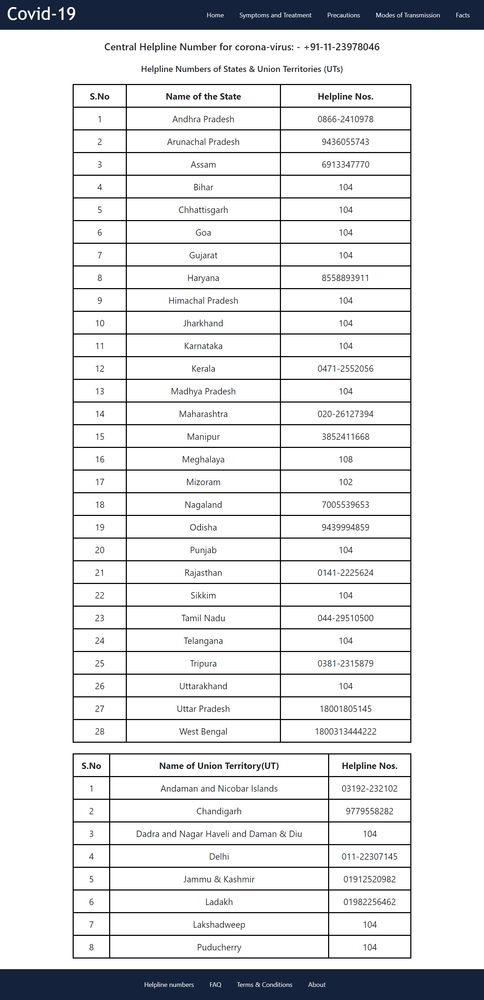 Covid-19 Home Symptoms and Treatment Precautions Modes of Transmission Facts
Central Helpline Number for corona-virus: - +91-11-23978046
Helpline Numbers of States & Union Territories (UTs)
S.No Name of the State Helpline Nos.
1 Andhra Pradesh 0866-2410978
2 Arunachal Pradesh 9436055743
3 Assam 6913347770
4 Bihar 104
5 Chhattisgarh 104
6 Goa 104
7 Gujarat 104
8 Haryana 8558893911
9 Himachal Pradesh 104
10 Jharkhand 104
11 Karnataka 104
12 Kerala 0471-2552056
13 Madhya Pradesh 104
14 Maharashtra 020-26127394
15 Manipur 3852411668
16 Meghalaya 108
17 Mizoram 102
18 Nagaland 7005539653
19 Odisha 9439994859
20 Punjab 104
21 Rajasthan 0141-2225624
22 Sikkim 104
23 Tamil Nadu 044-29510500
24 Telangana 104
25 Tripura 0381-2315879
26 Uttarakhand 104
27 Uttar Pradesh 18001805145
28 West Bengal 1800313444222
S.No Name of Union Territory(UT) Helpline Nos.
1 Andaman and Nicobar Islands 03192-232102
2 Chandigarh 9779558282
3 Dadra and Nagar Haveli and Daman & Diu 104
4 Delhi 011-22307145
5 Jammu & Kashmir 01912520982
6 Ladakh 01982256462
7 Lakshadweep 104
8 Puducherry 104
Helpline numbers FAQ Terms & Conditions About